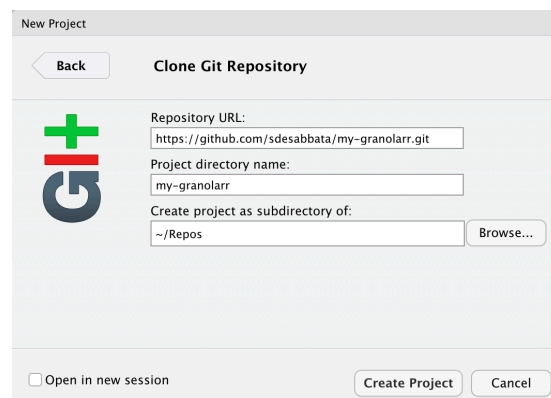 New Project
Back
Clone Git Repository
Repository URL:
https://github.com/sdesabbata/my-granolarr.git
Project directory name:
my-granolarr
Create project as subdirectory of:
~/Repos
Browse...
GIt
Open in new session
Create Project
Cancel